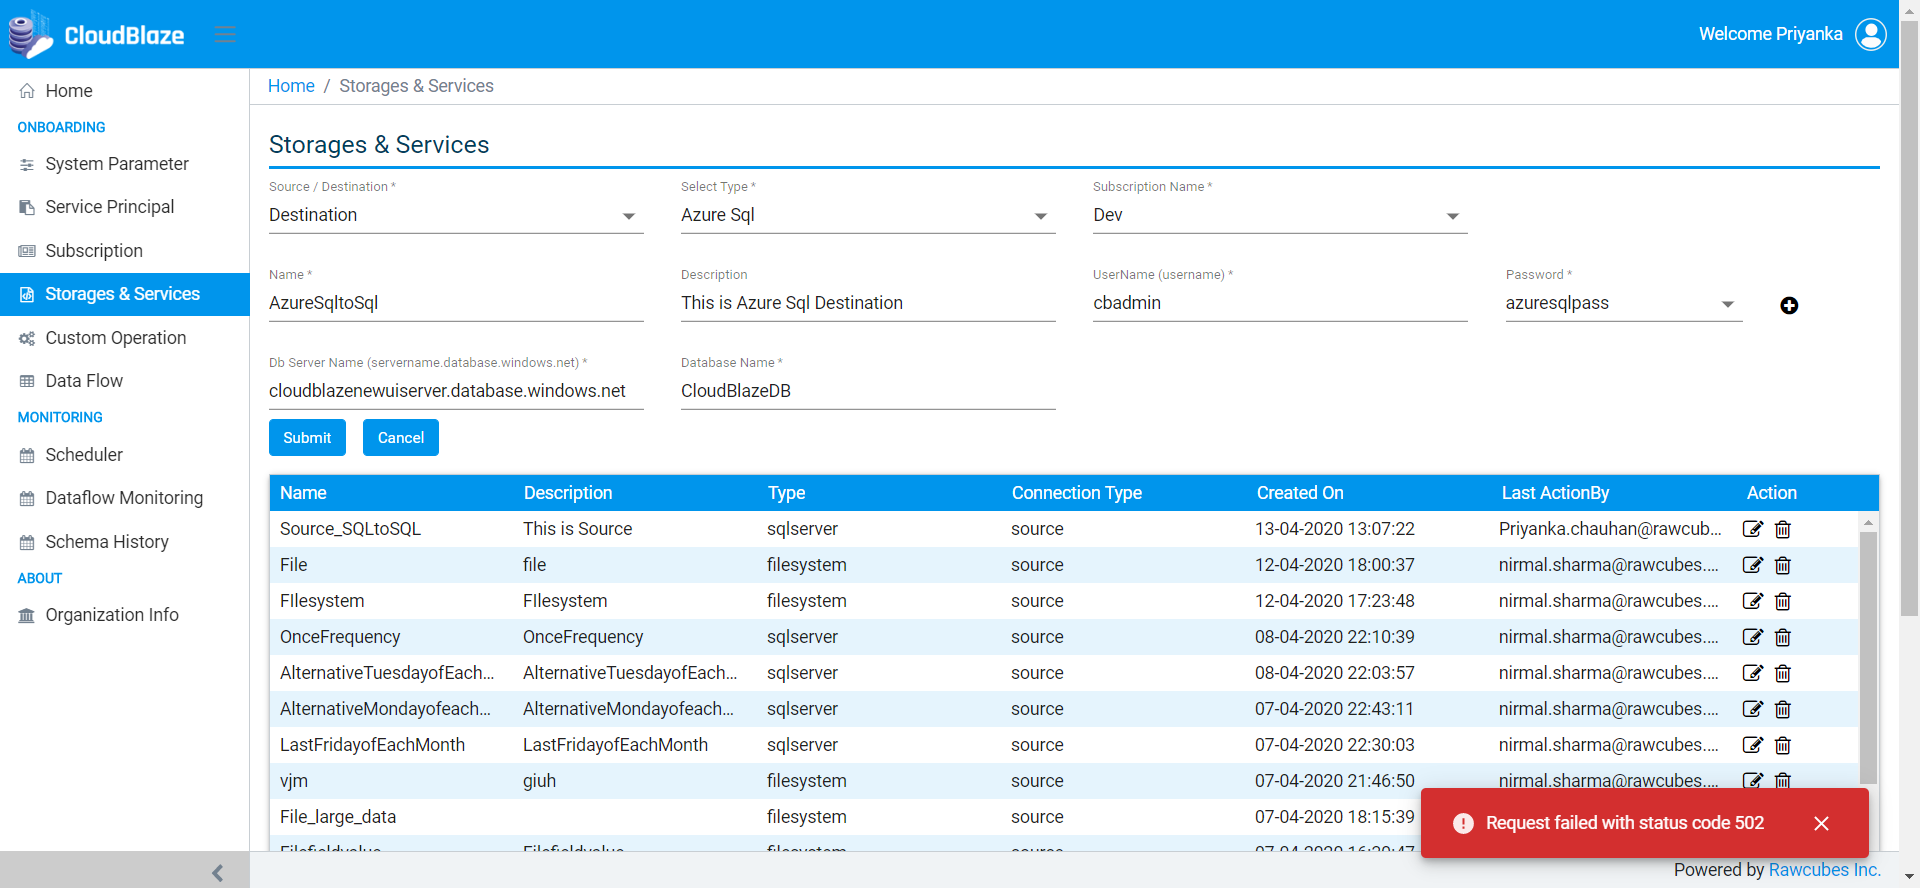 CloudBlaze
Welcome Priyanka
Home
ONBOARDING
System Parameter
Service Principal
Subscription
Storages & Services
Custom Operation
Data Flow
MONITORING
Scheduler
Dataflow Monitoring
Schema History
ABOUT
Organization Info
Home / Storages & Services
Storages & Services
Source / Destination * Select Type * Subscription Name *
Destination Azure Sql Dev
Name * Description UserName (username) * Password *
AzureSqltoSql This is Azure Sql Destination cbadmin azuresqlpass
Db Server Name (servername.database.windows.net) * Database Name *
cloudblazenewuiserver.database.windows.net CloudBlazeDB
Submit Cancel
Name Description Type Connection Type Created On Last ActionBy Action
Source_SQLtoSQL This is Source sqlserver source 13-04-2020 13:07:22 Priyanka.chauhan@rawcub...
File file filesystem source 12-04-2020 18:00:37 nirmal.sharma@rawcubes....
FIlesystem FIlesystem filesystem source 12-04-2020 17:23:48 nirmal.sharma@rawcubes....
OnceFrequency OnceFrequency sqlserver source 08-04-2020 22:10:39 nirmal.sharma@rawcubes....
AlternativeTuesdayofEach... AlternativeTuesdayofEach... sqlserver source 08-04-2020 22:03:57 nirmal.sharma@rawcubes....
AlternativeMondayofeach... AlternativeMondayofeach... sqlserver source 07-04-2020 22:43:11 nirmal.sharma@rawcubes....
LastFridayofEachMonth LastFridayofEachMonth sqlserver source 07-04-2020 22:30:03 nirmal.sharma@rawcubes....
vjm giuh filesystem source 07-04-2020 21:46:50 nirmal.sharma@rawcubes....
File_large_data filesystem source 07-04-2020 18:15:39
Request failed with status code 502
Powered by Rawcubes Inc.